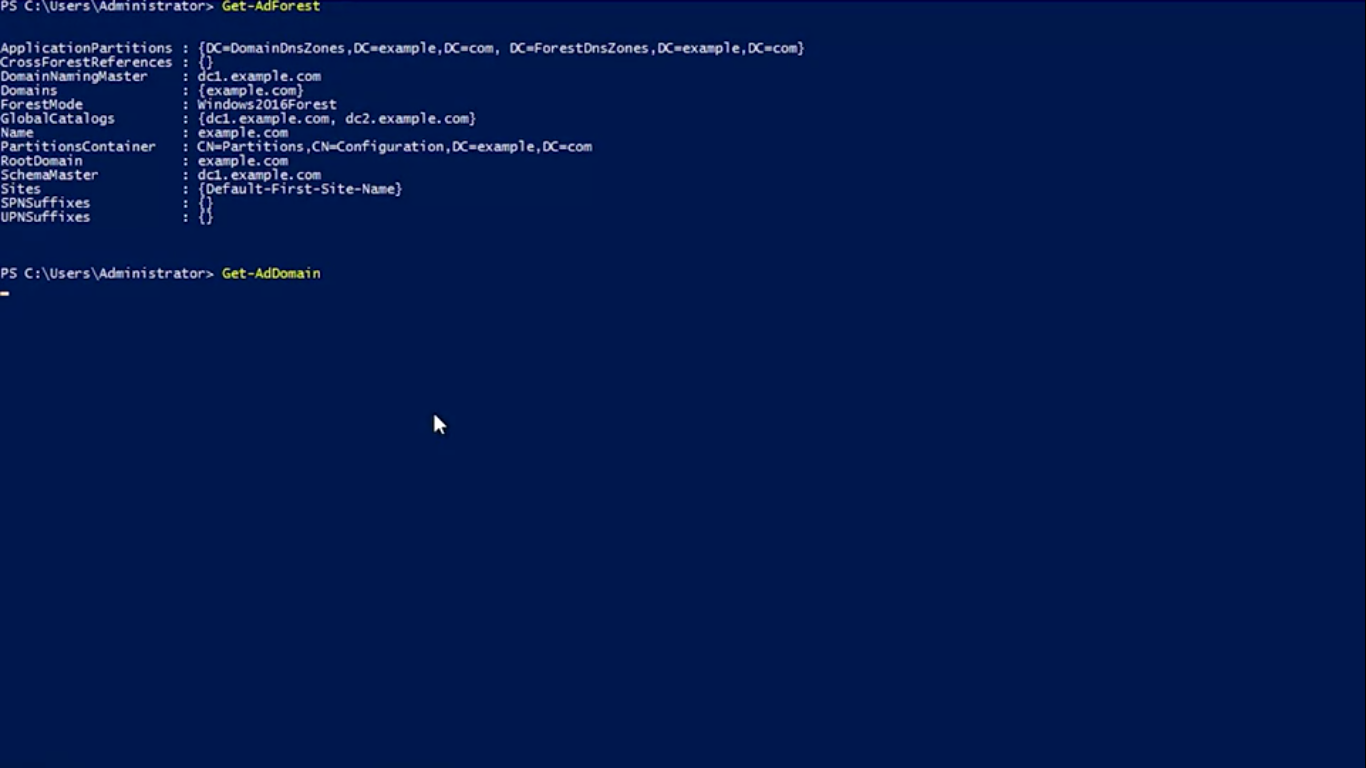 PS C:\Users\Administrator> Get-AdForest
ApplicationPartitions : {DC=DomainDnsZones,DC=example,DC=com, DC=ForestDnsZones,DC=example,DC=com}
CrossForestReferences : {}
DomainNamingMaster : dc1.example.com
Domains : {example.com}
ForestMode : Windows2016Forest
GlobalCatalogs : {dc1.example.com, dc2.example.com}
Name : example.com
PartitionsContainer : CN=Partitions,CN=Configuration,DC=example,DC=com
RootDomain : example.com
SchemaMaster : dc1.example.com
Sites : {Default-First-Site-Name}
SPNSuffixes : {}
UPNSuffixes : {}
PS C:\Users\Administrator> Get-AdDomain